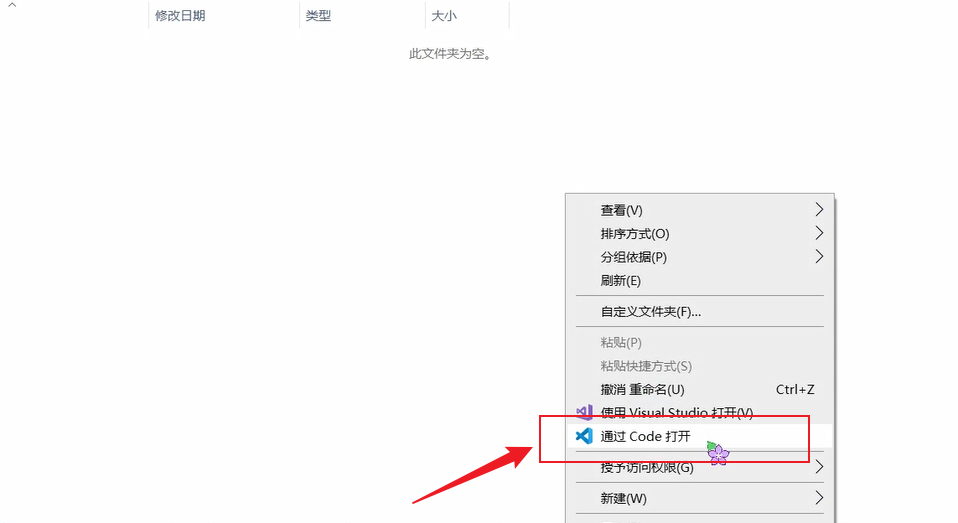 修改日期 类型 大小
此文件夹为空。
查看(V)
排序方式(O)
分组依据(P)
刷新(E)
自定义文件夹(F)...
粘贴(P)
粘贴快捷方式(S)
撤消 重命名(U) Ctrl+Z
使用 Visual Studio 打开(V)
通过 Code 打开
授予访问权限(G)
新建(W)